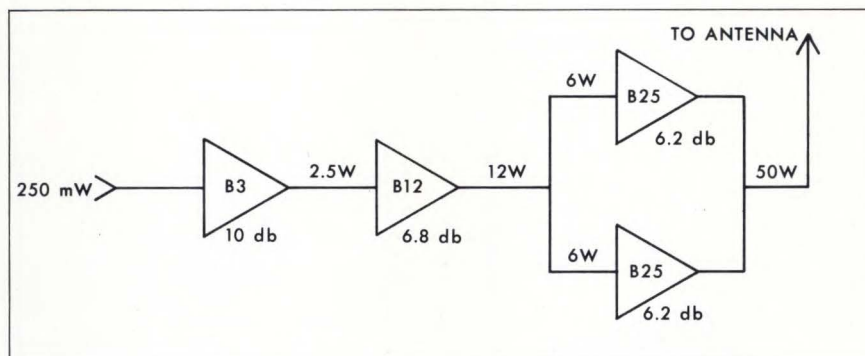 TO ANTENNA
6W
B25
6.2 db
250 mW
B3
10 db
2.5W
B12
6.8 db
12W
50W
6W
B25
6.2 db